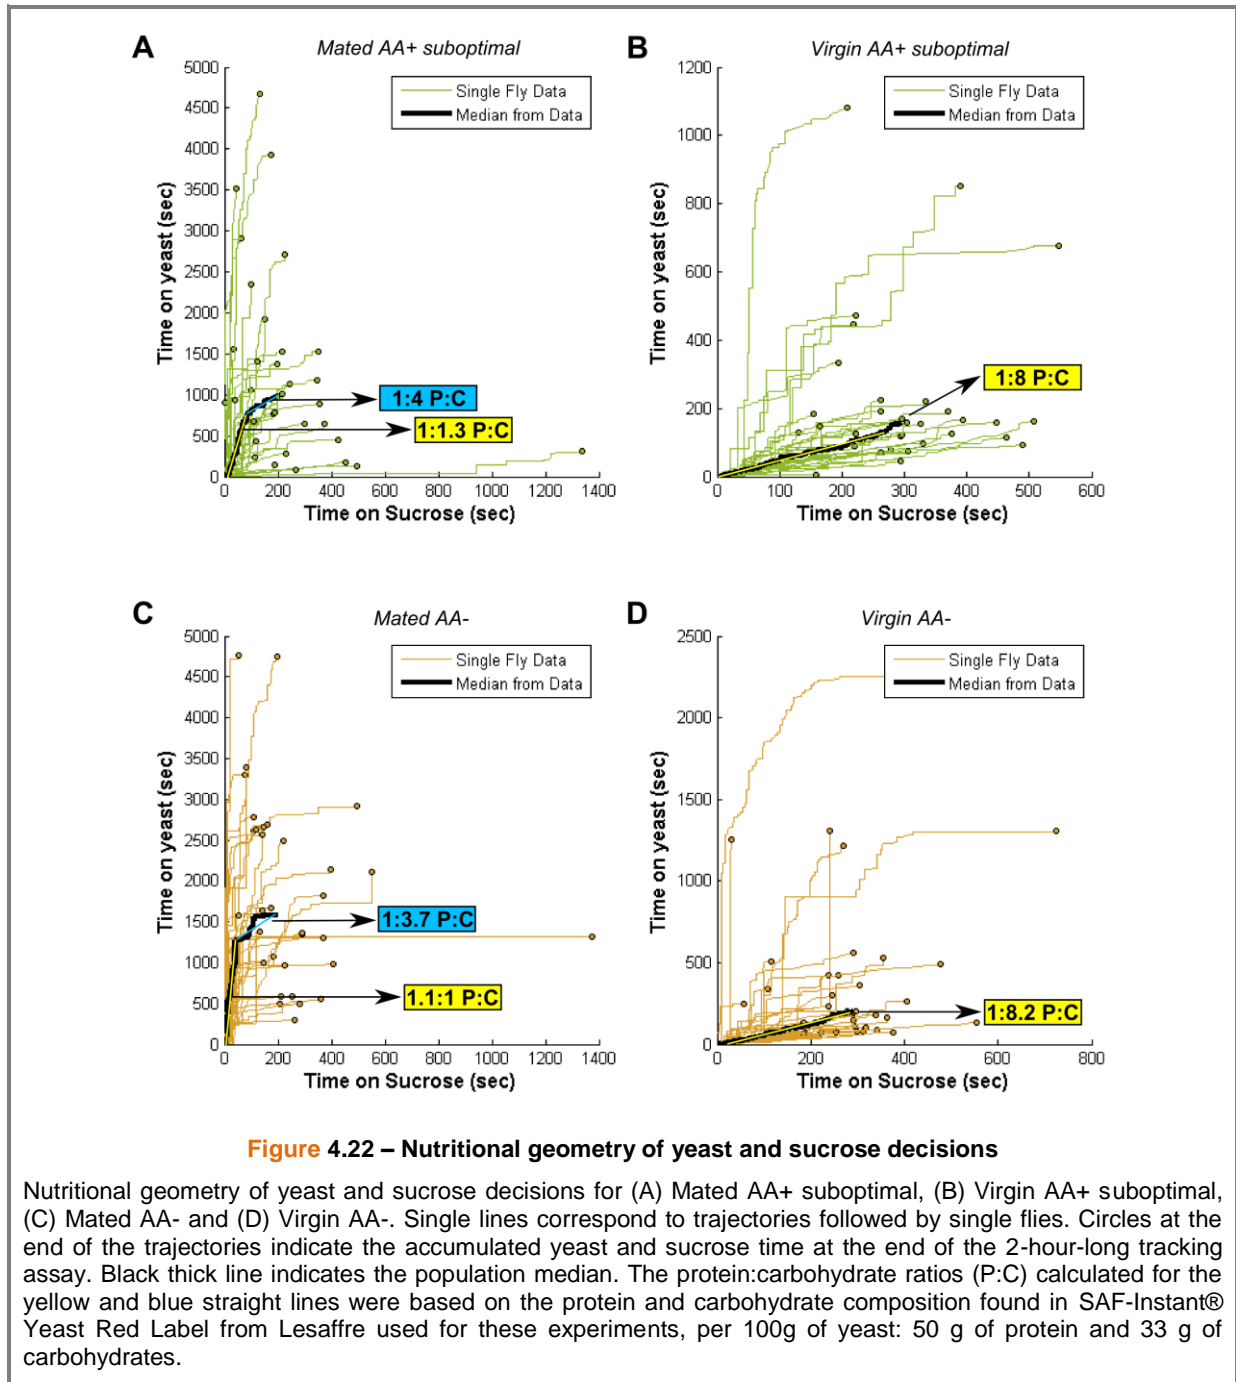 A
Mated AA+ suboptimal
5000
4500
4000
3500
3000
2500
2000
1500
1000
500
0
Time on yeast (sec)
Single Fly Data
Median from Data
1:4 P:C
1:1.3 P:C
0 200 400 600 800 1000 1200 1400
Time on Sucrose (sec)
B
Virgin AA+ suboptimal
1200
1000
800
600
400
200
0
Time on yeast (sec)
Single Fly Data
Median from Data
1:8 P:C
0 100 200 300 400 500 600
Time on Sucrose (sec)
C
Mated AA-
5000
4500
4000
3500
3000
2500
2000
1500
1000
500
0
Time on yeast (sec)
Single Fly Data
Median from Data
1:3.7 P:C
1.1:1 P:C
0 200 400 600 800 1000 1200 1400
Time on Sucrose (sec)
D
Virgin AA-
2500
2000
1500
1000
500
0
Time on yeast (sec)
Single Fly Data
Median from Data
1:8.2 P:C
0 200 400 600 800
Time on Sucrose (sec)
Figure 4.22 – Nutritional geometry of yeast and sucrose decisions
Nutritional geometry of yeast and sucrose decisions for (A) Mated AA+ suboptimal, (B) Virgin AA+ suboptimal,
(C) Mated AA- and (D) Virgin AA-. Single lines correspond to trajectories followed by single flies. Circles at the
end of the trajectories indicate the accumulated yeast and sucrose time at the end of the 2-hour-long tracking
assay. Black thick line indicates the population median. The protein:carbohydrate ratios (P:C) calculated for the
yellow and blue straight lines were based on the protein and carbohydrate composition found in SAF-Instant®
Yeast Red Label from Lesaffre used for these experiments, per 100g of yeast: 50 g of protein and 33 g of
carbohydrates.